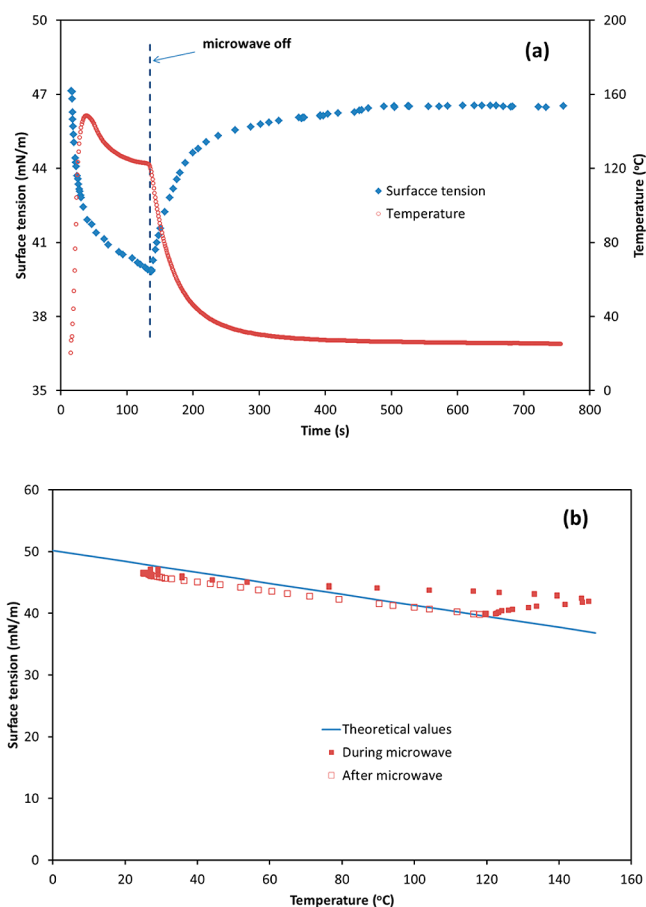 (a)
microwave off
50
47
44
41
38
35
Surface tension (mN/m)
200
160
120
80
40
0
Temperature (°C)
Surfacce tension
Temperature
0 100 200 300 400 500 600 700 800
Time (s)
(b)
60
50
40
30
20
10
0
Surface tension (mN/m)
Theoretical values
During microwave
After microwave
0 20 40 60 80 100 120 140 160
Temperature (°C)